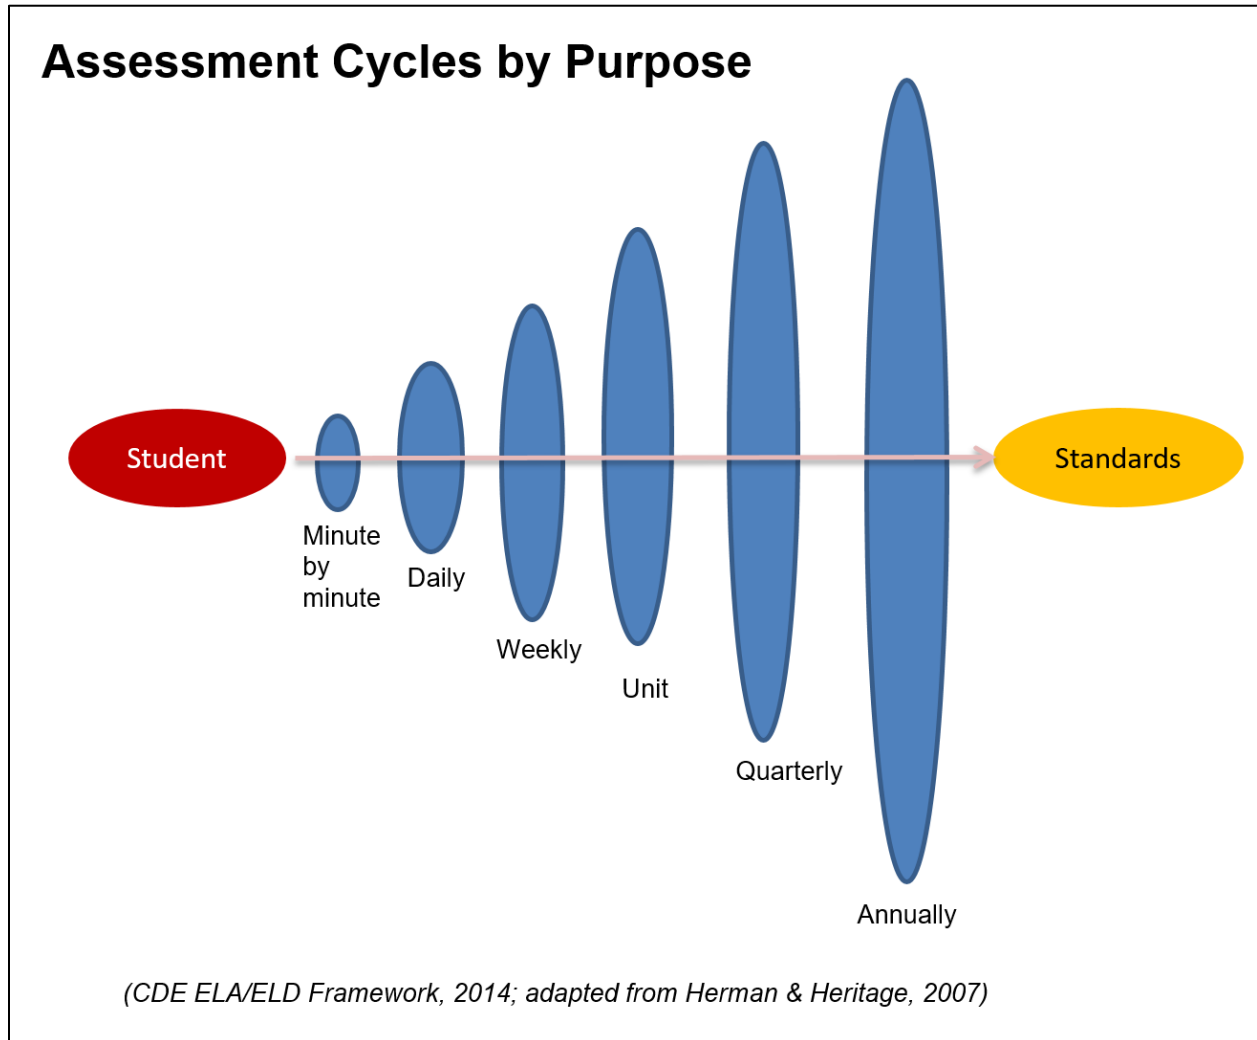 Assessment Cycles by Purpose
Student
Standards
Minute
by
minute
Daily
Weekly
Unit
Quarterly
Annually
(CDE ELA/ELD Framework, 2014; adapted from Herman & Heritage, 2007)